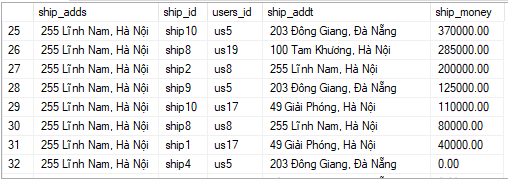 ship_adds ship_id users_id ship_addt ship_money
25 255 Lĩnh Nam, Hà Nội ship10 us5 203 Đông Giang, Đà Nẵng 370000.00
26 255 Lĩnh Nam, Hà Nội ship8 us19 100 Tam Khương, Hà Nội 285000.00
27 255 Lĩnh Nam, Hà Nội ship2 us8 255 Lĩnh Nam, Hà Nội 200000.00
28 255 Lĩnh Nam, Hà Nội ship9 us5 203 Đông Giang, Đà Nẵng 125000.00
29 255 Lĩnh Nam, Hà Nội ship10 us17 49 Giải Phóng, Hà Nội 110000.00
30 255 Lĩnh Nam, Hà Nội ship8 us8 255 Lĩnh Nam, Hà Nội 80000.00
31 255 Lĩnh Nam, Hà Nội ship1 us17 49 Giải Phóng, Hà Nội 40000.00
32 255 Lĩnh Nam, Hà Nội ship4 us5 203 Đông Giang, Đà Nẵng 0.00